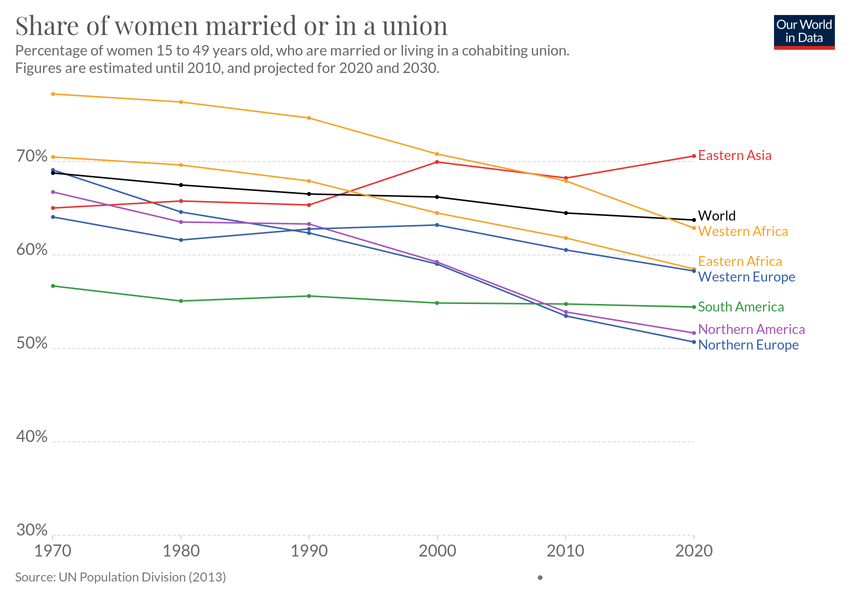 Share of women married or in a union
Our World
in Data
Percentage of women 15 to 49 years old, who are married or living in a cohabiting union.
Figures are estimated until 2010, and projected for 2020 and 2030.
70%
60%
50%
40%
30%
Eastern Asia
World
Western Africa
Eastern Africa
Western Europe
South America
Northern America
Northern Europe
1970 1980 1990 2000 2010 2020
Source: UN Population Division (2013)